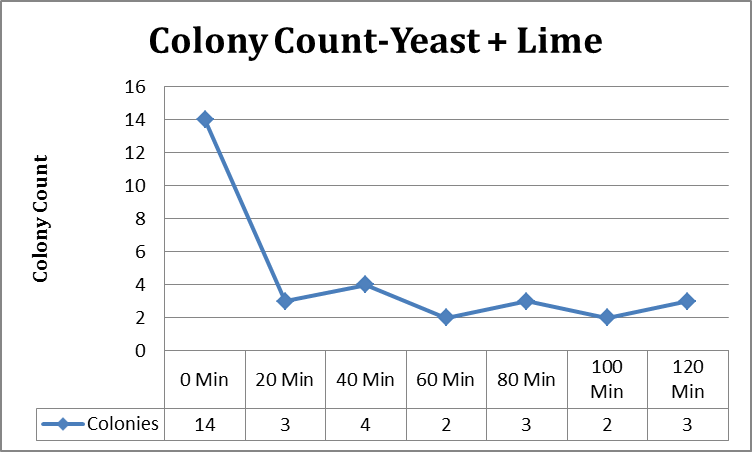 Colony Count-Yeast + Lime
16
14
12
10
8
6
4
2
0
Colony Count
0 Min 20 Min 40 Min 60 Min 80 Min 100 Min 120 Min
Colonies 14 3 4 2 3 2 3